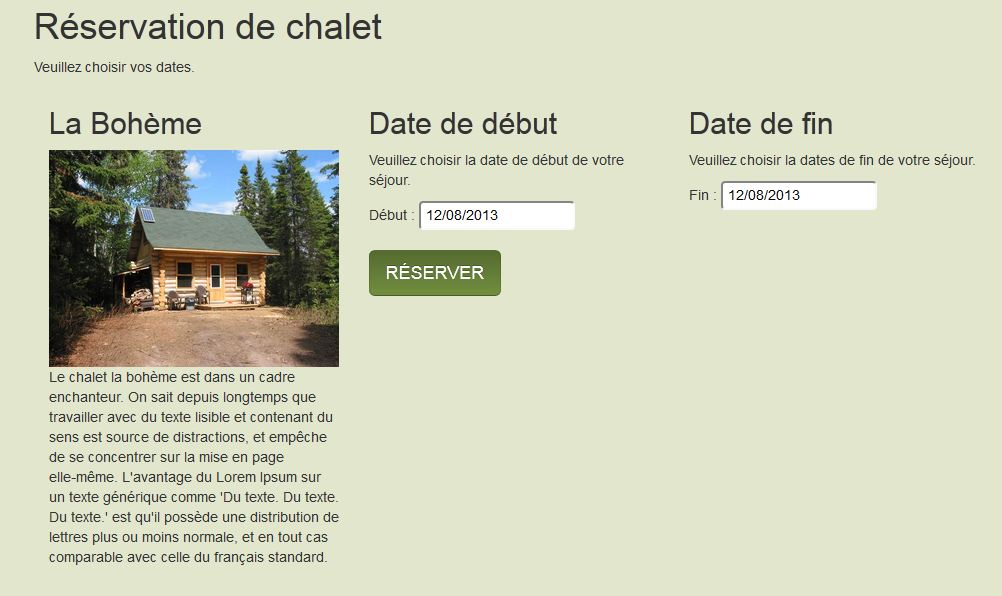 Réservation de chalet
Veuillez choisir vos dates.
La Bohème
Le chalet la bohème est dans un cadre
enchanteur. On sait depuis longtemps que
travailler avec du texte lisible et contenant du
sens est source de distractions, et empêche
de se concentrer sur la mise en page
elle-même. L'avantage du Lorem Ipsum sur
un texte générique comme 'Du texte. Du texte.
Du texte.' est qu'il possède une distribution de
lettres plus ou moins normale, et en tout cas
comparable avec celle du français standard.
Date de début
Veuillez choisir la date de début de votre
séjour.
Début : 12/08/2013
RÉSERVER
Date de fin
Veuillez choisir la dates de fin de votre séjour.
Fin : 12/08/2013